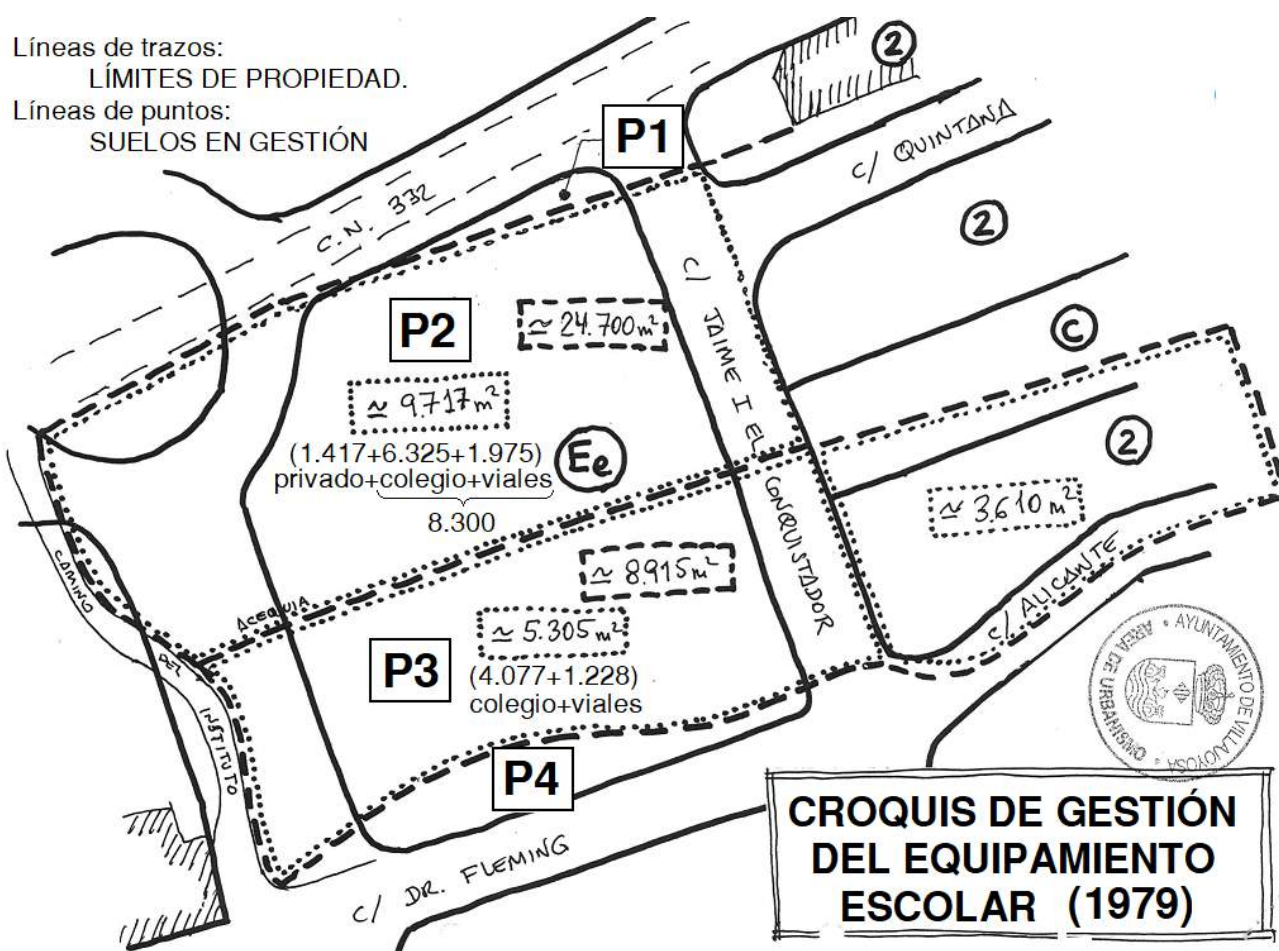 Líneas de trazos:
LÍMITES DE PROPIEDAD.
Líneas de puntos:
SUELOS EN GESTIÓN
P1
2
C/ QUINTANA
C.N. 332
2
C/ JAIME I EL CONQUISTADOR
P2
≃ 24.700 m²
C
≃ 9.717 m²
(1.417+6.325+1.975)
privado+colegio+viales
8.300
Ee
2
≃ 3.610 m²
≃ 8.915 m²
CAMINO DEL INSTITUTO
ACEQUIA
≃ 5.305 m²
P3
(4.077+1.228)
colegio+viales
C/ ALICANTE
AYUNTAMIENTO DE VILLAJOYOSA
AREA DE URBANISMO
P4
C/ DR. FLEMING
CROQUIS DE GESTIÓN
DEL EQUIPAMIENTO
ESCOLAR (1979)